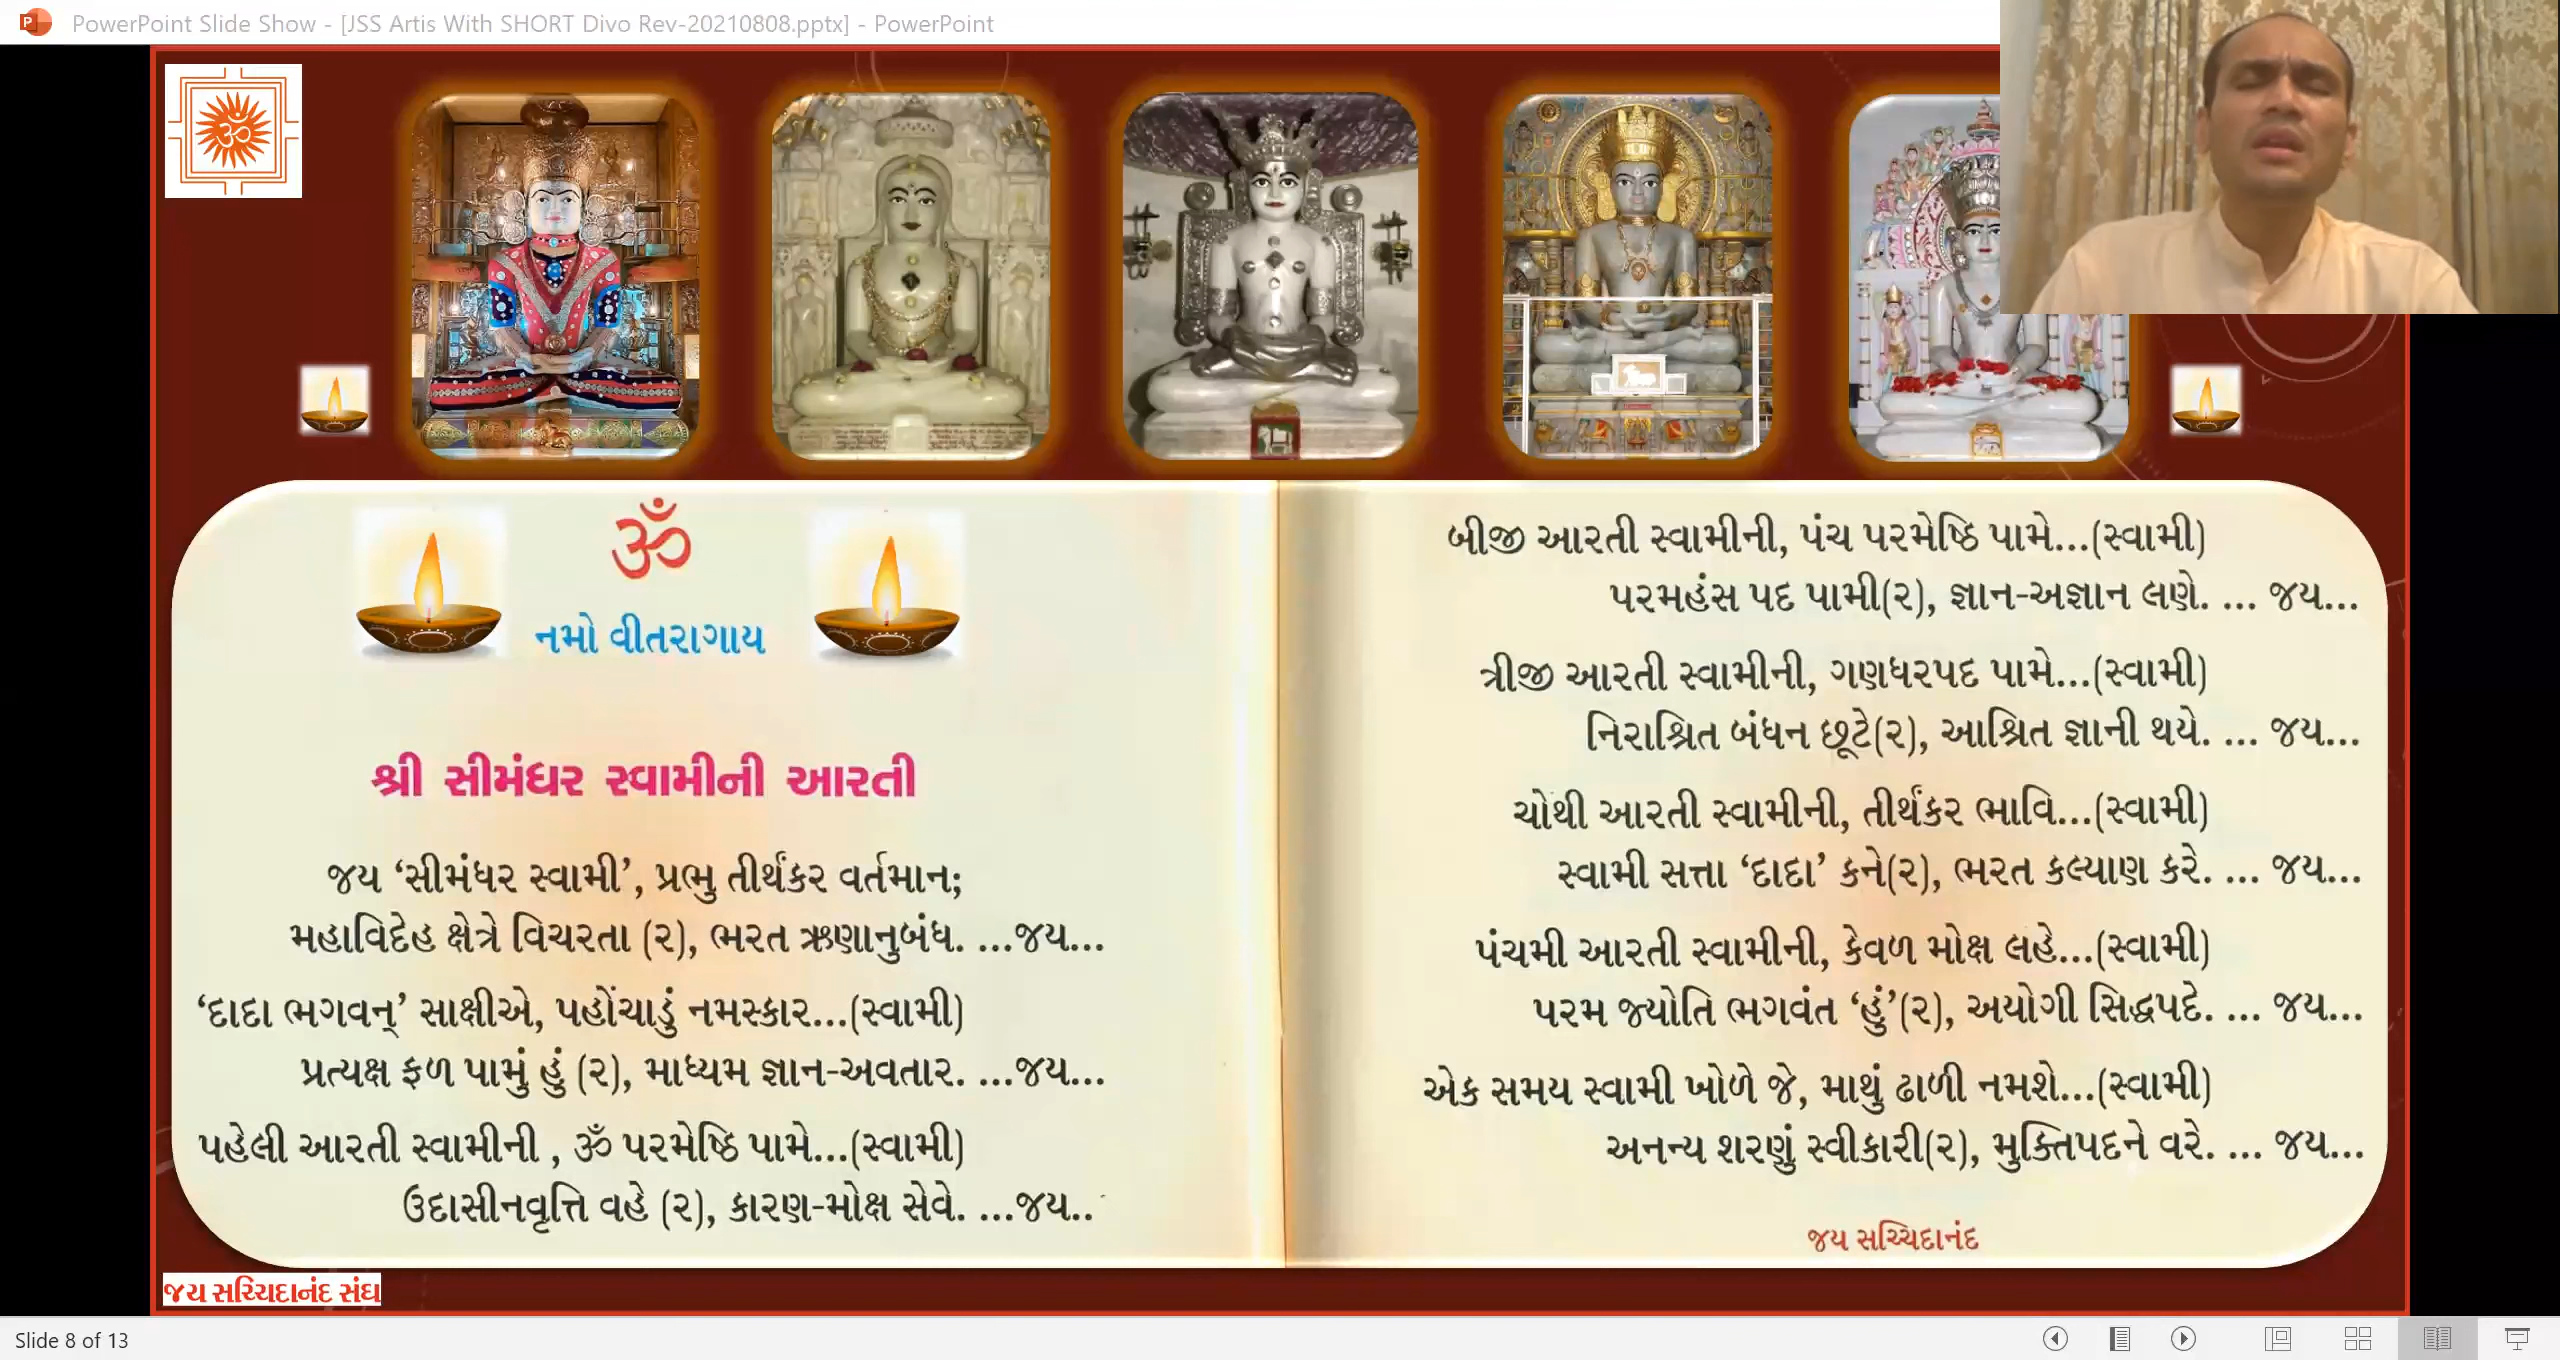 PowerPoint Slide Show - [JSS Artis With SHORT Divo Rev-20210808.pptx] - PowerPoint
ૐ
નમો વીતરાગાય
શ્રી સીમંધર સ્વામીની આરતી
જય ‘સીમંધર સ્વામી’, પ્રભુ તીર્થંકર વર્તમાન;
મહાવિદેહ ક્ષેત્રે વિચરતા (૨), ભરત ઋણાનુબંધ. ...જય...
‘દાદા ભગવન્’ સાક્ષીએ, પહોંચાડું નમસ્કાર...(સ્વામી)
પ્રત્યક્ષ ફળ પામું હું (૨), માધ્યમ જ્ઞાન-અવતાર. ...જય...
પહેલી આરતી સ્વામીની , ૐ પરમેષ્ઠિ પામે...(સ્વામી)
ઉદાસીનવૃત્તિ વહે (૨), કારણ-મોક્ષ સેવે. ...જય..
બીજી આરતી સ્વામીની, પંચ પરમેષ્ઠિ પામે...(સ્વામી)
પરમહંસ પદ પામી(૨), જ્ઞાન-અજ્ઞાન લણે. ... જય...
ત્રીજી આરતી સ્વામીની, ગણધરપદ પામે...(સ્વામી)
નિરાશ્રિત બંધન છૂટે(૨), આશ્રિત જ્ઞાની થયે. ... જય...
ચોથી આરતી સ્વામીની, તીર્થંકર ભાવિ...(સ્વામી)
સ્વામી સત્તા ‘દાદા’ કને(૨), ભરત કલ્યાણ કરે. ... જય...
પંચમી આરતી સ્વામીની, કેવળ મોક્ષ લહે...(સ્વામી)
પરમ જ્યોતિ ભગવંત ‘હું’(૨), અયોગી સિદ્ધપદે. ... જય...
એક સમય સ્વામી ખોળે જે, માથું ઢાળી નમશે...(સ્વામી)
અનન્ય શરણું સ્વીકારી(૨), મુક્તિપદને વરે. ... જય...
જય સચ્ચિદાનંદ
જય સચ્ચિદાનંદ સંઘ
Slide 8 of 13